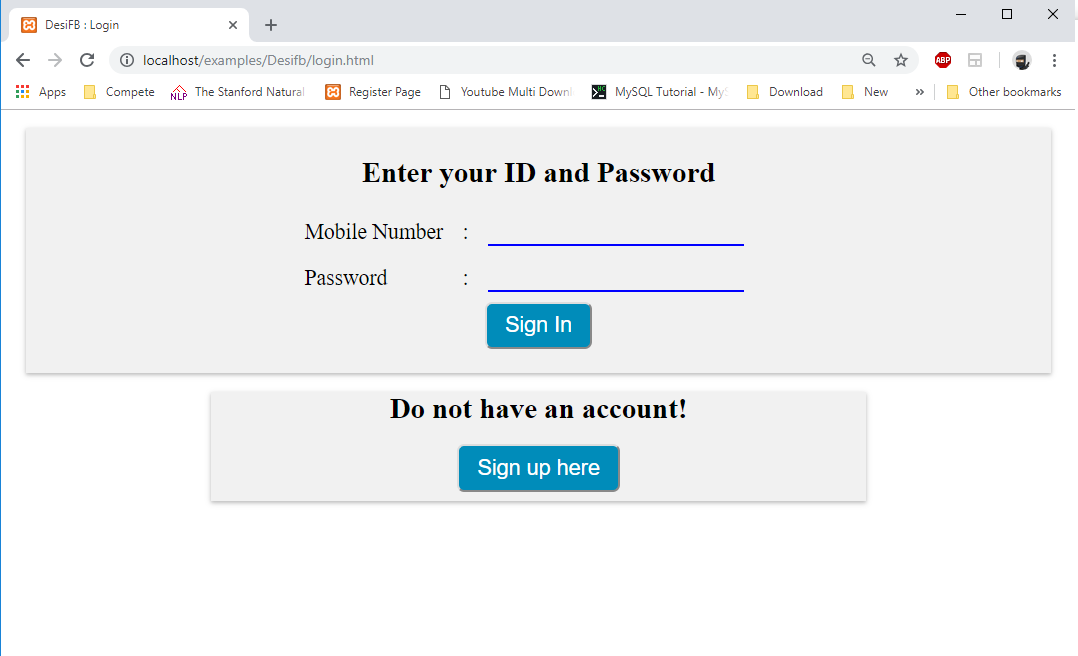 DesiFB : Login
localhost/examples/Desifb/login.html
ABP
Apps Compete NLP The Stanford Natural Register Page Youtube Multi Down MySQL Tutorial - MyS Download New » Other bookmarks
Enter your ID and Password
Mobile Number :
Password :
Sign In
Do not have an account!
Sign up here